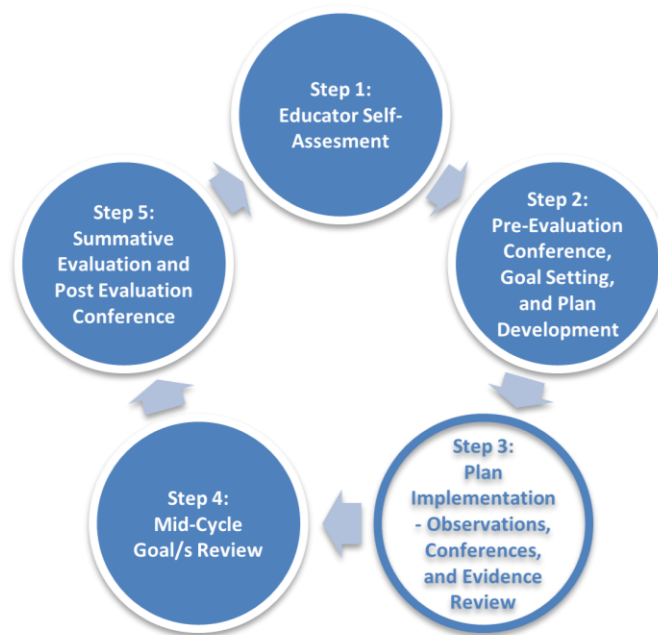 Step 1:
Educator Self-
Assesment
Step 2:
Pre-Evaluation
Conference,
Goal Setting,
and Plan
Development
Step 3:
Plan
Implementation
- Observations,
Conferences,
and Evidence
Review
Step 4:
Mid-Cycle
Goal/s Review
Step 5:
Summative
Evaluation and
Post Evaluation
Conference